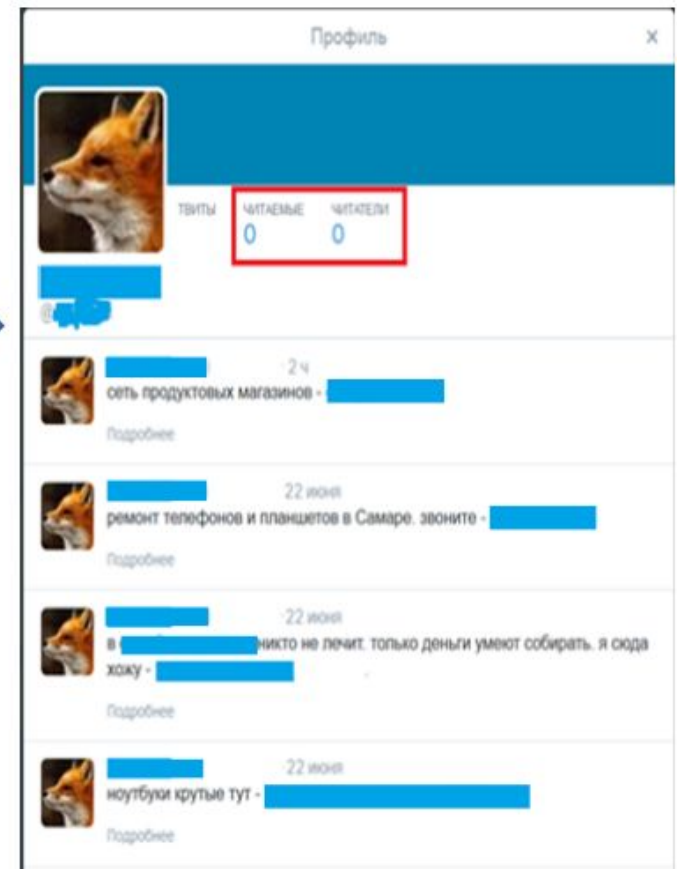 Профиль ×
ТВИТЫ ЧИТАЕМЫЕ ЧИТАТЕЛИ
0 0
@
· 2 ч
сеть продуктовых магазинов -
Подробнее
22 июня
ремонт телефонов и планшетов в Самаре. звоните -
Подробнее
· 22 июня
в никто не лечит. только деньги умеют собирать. я сюда
хожу -
Подробнее
· 22 июня
ноутбуки крутые тут -
Подробнее